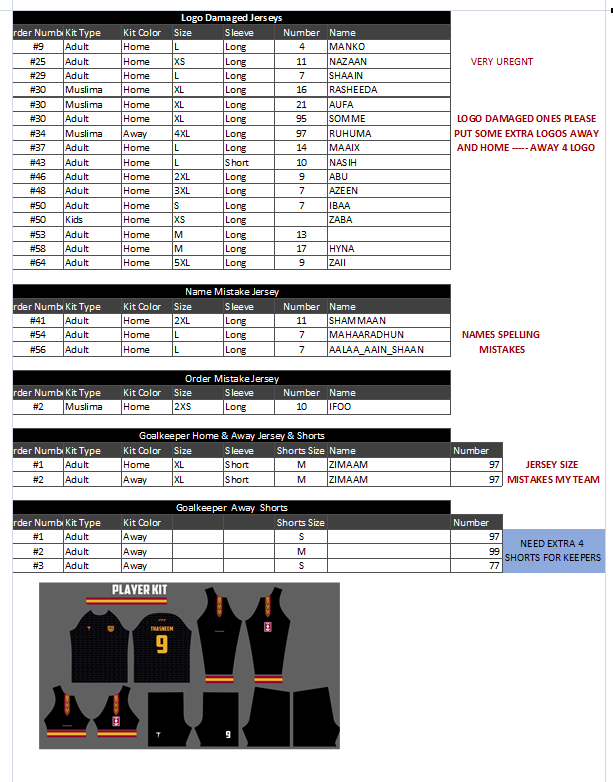 Logo Damaged Jerseys
rder Numb Kit Type Kit Color Size Sleeve Number Name
#9 Adult Home L Long 4 MANKO
#25 Adult Home XS Long 11 NAZAAN VERY UREGNT
#29 Adult Home L Long 7 SHAAIN
#30 Muslima Home XL Long 16 RASHEEDA
#30 Muslima Home XL Long 21 AUFA
#30 Adult Home XL Long 95 SOMME LOGO DAMAGED ONES PLEASE
#34 Muslima Away 4XL Long 97 RUHUMA PUT SOME EXTRA LOGOS AWAY
#37 Adult Home L Long 14 MAAIX AND HOME ----- AWAY 4 LOGO
#43 Adult Home L Short 10 NASIH
#46 Adult Home 2XL Long 9 ABU
#48 Adult Home 3XL Long 7 AZEEN
#50 Adult Home S Long 7 IBAA
#50 Kids Home XS Long ZABA
#53 Adult Home M Long 13
#58 Adult Home M Long 17 HYNA
#64 Adult Home 5XL Long 9 ZAII
Name Mistake Jersey
rder Numb Kit Type Kit Color Size Sleeve Number Name
#41 Adult Home 2XL Long 11 SHAMMAAN
#54 Adult Home L Long 7 MAHAARADHUN NAMES SPELLING
#56 Adult Home L Long 7 AALAA_AAIN_SHAAN MISTAKES
Order Mistake Jersey
rder Numb Kit Type Kit Color Size Sleeve Number Name
#2 Muslima Home 2XS Long 10 IFOO
Goalkeeper Home & Away Jersey & Shorts
rder Numb Kit Type Kit Color Size Sleeve Shorts Size Name Number
#1 Adult Home XL Short M ZIMAAM 97 JERSEY SIZE
#2 Adult Away XL Short M ZIMAAM 97 MISTAKES MY TEAM
Goalkeeper Away Shorts
rder Numb Kit Type Kit Color Shorts Size Number
#1 Adult Away S 97 NEED EXTRA 4
#2 Adult Away M 99 SHORTS FOR KEEPERS
#3 Adult Away S 77
PLAYER KIT
THASNEEM
9
9